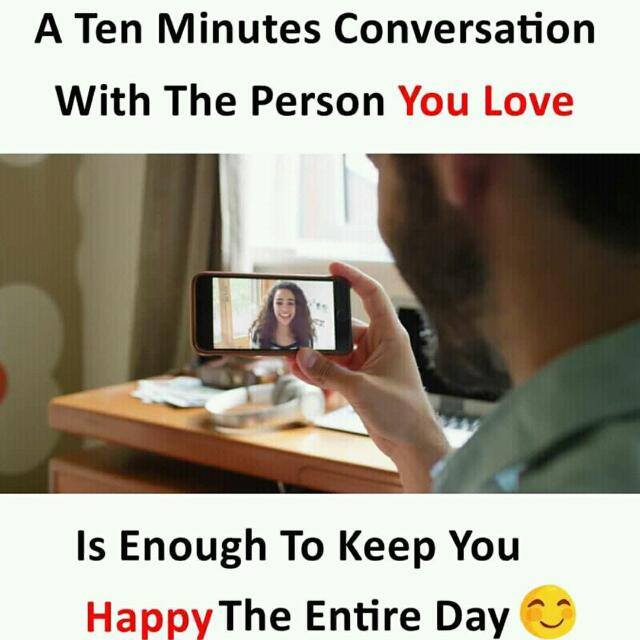 A Ten Minutes Conversation
With The Person You Love
Is Enough To Keep You
Happy The Entire Day 😊